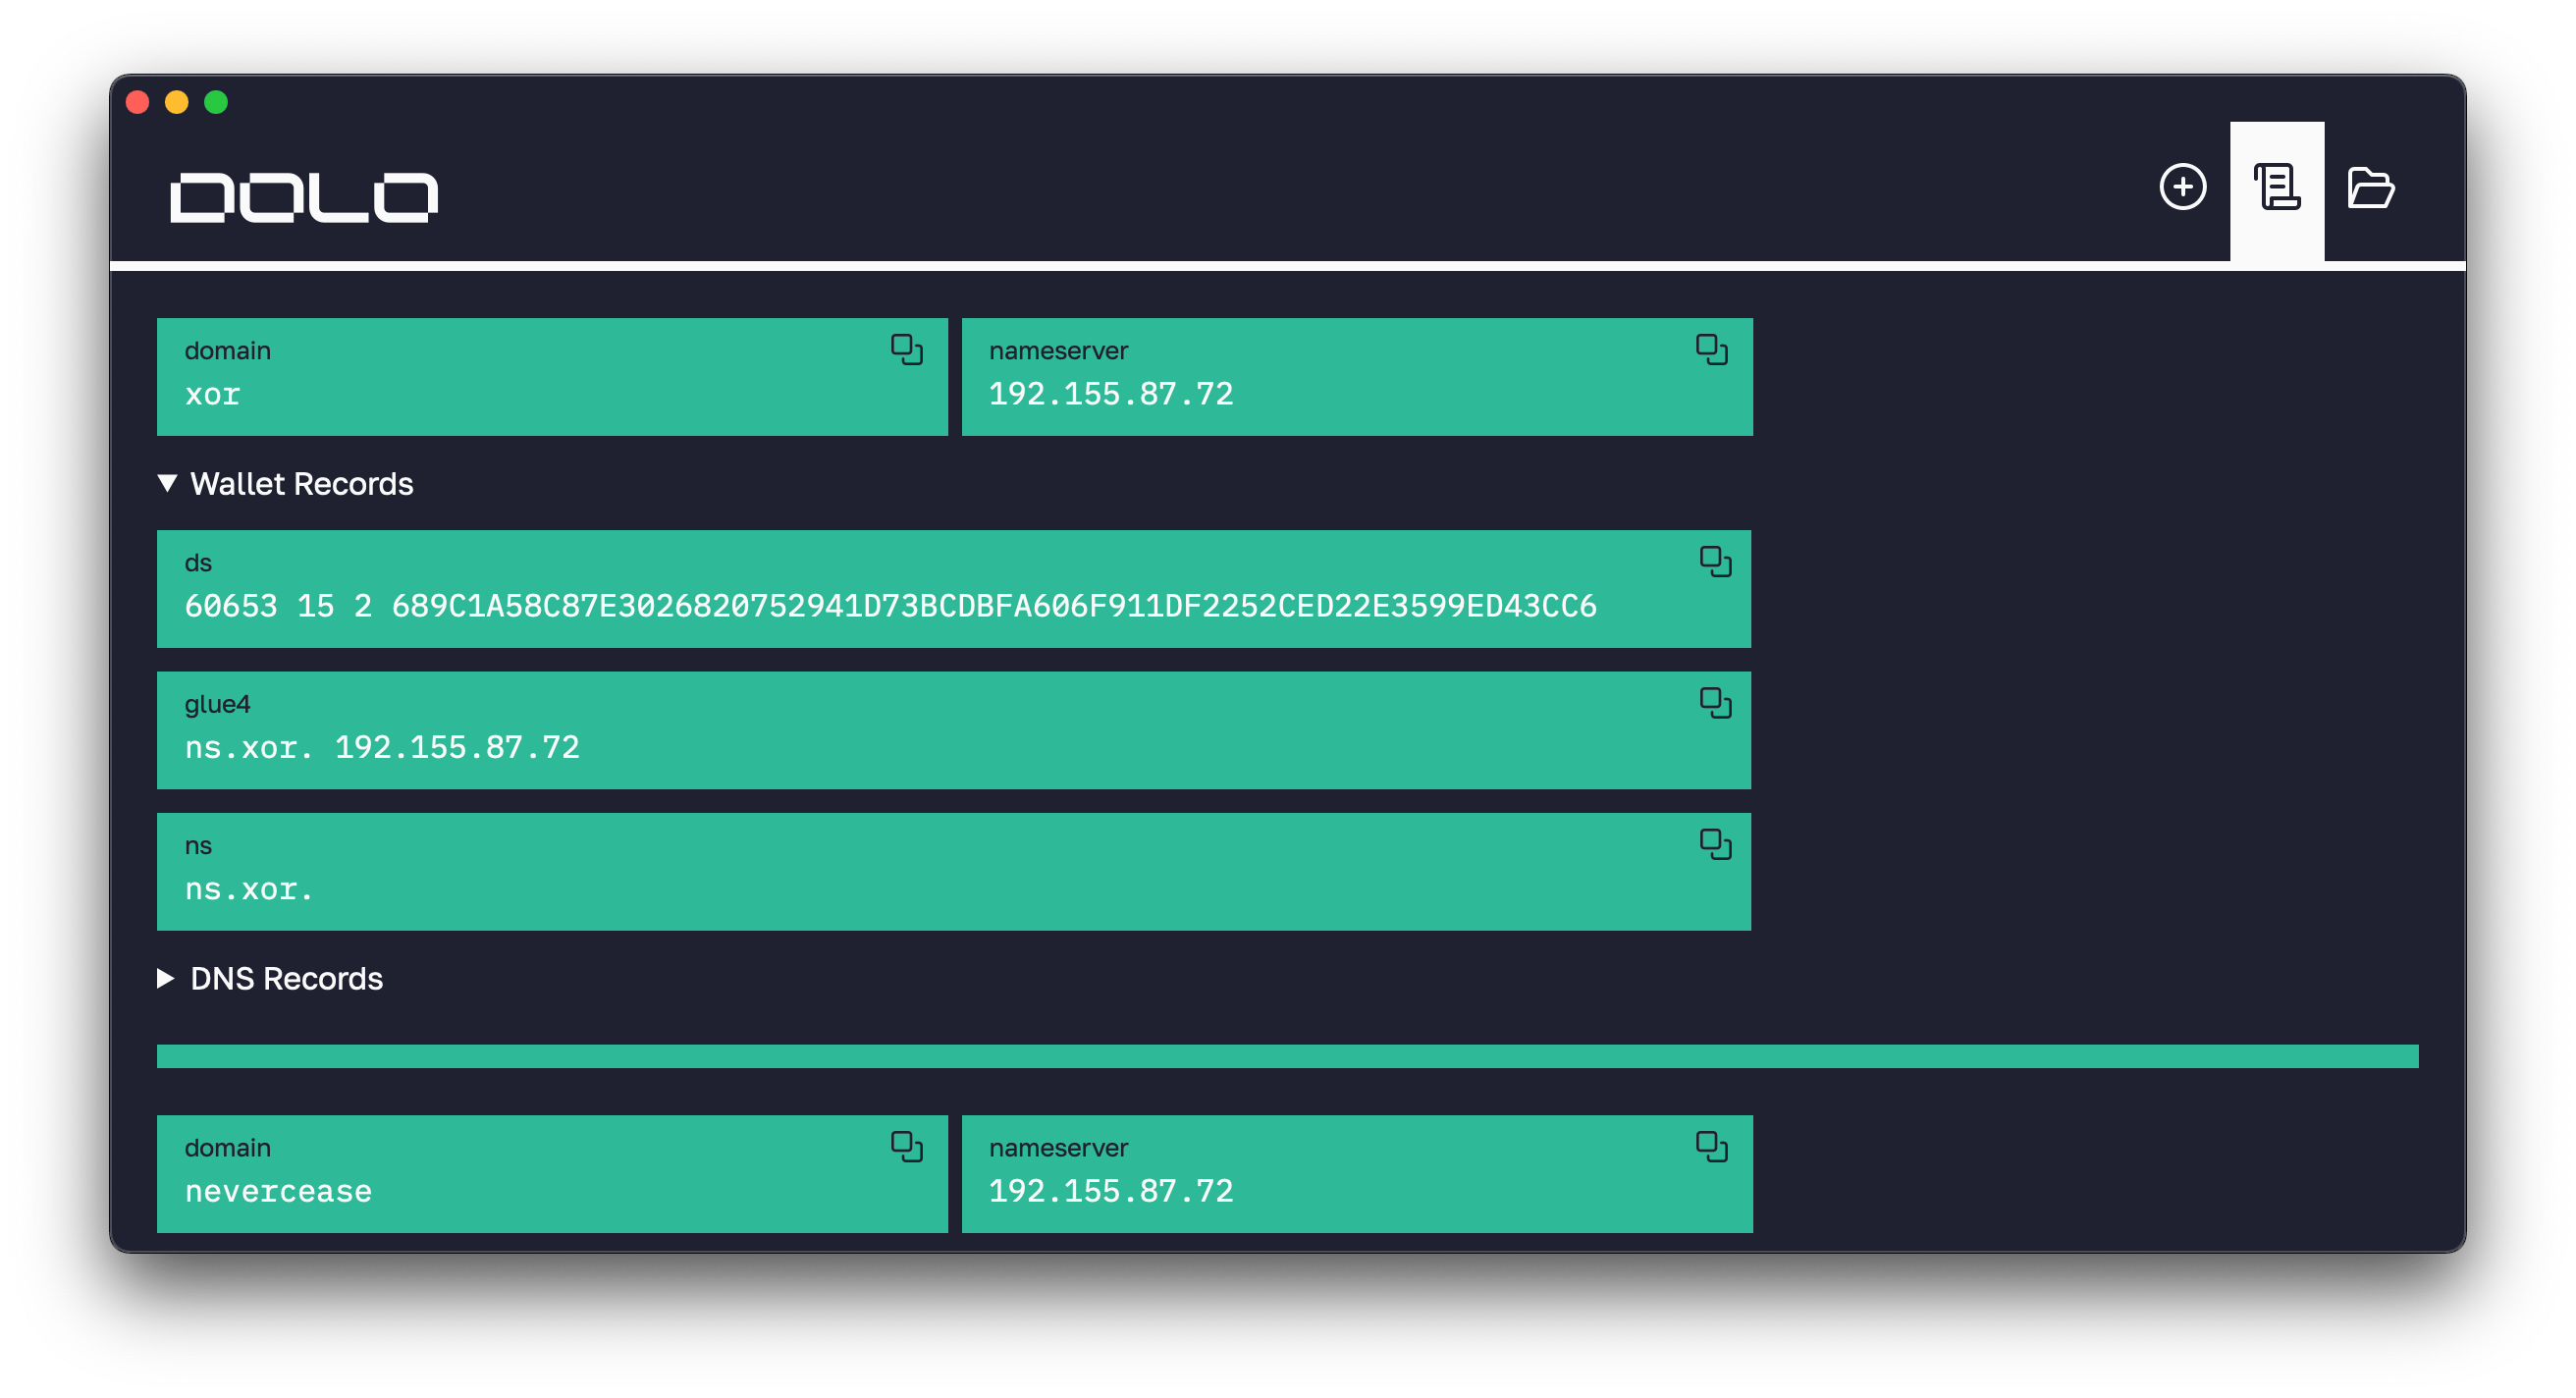 DOLO
domain
xor
nameserver
192.155.87.72
Wallet Records
ds
60653 15 2 689C1A58C87E3026820752941D73BCDBFA606F911DF2252CED22E3599ED43CC6
glue4
ns.xor. 192.155.87.72
ns
ns.xor.
DNS Records
domain
nevercease
nameserver
192.155.87.72